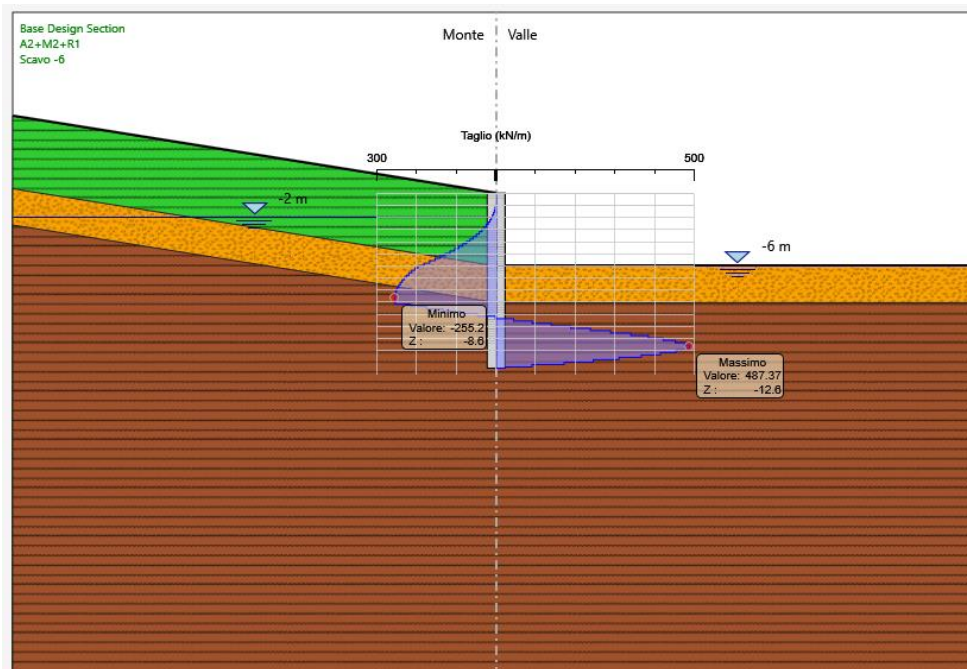 Base Design Section
A2+M2+R1
Scavo -6
Monte Valle
Taglio (kN/m)
300 500
-2 m
-6 m
Minimo
Valore: -255.2
Z : -8.6
Massimo
Valore: 487.37
Z : -12.6